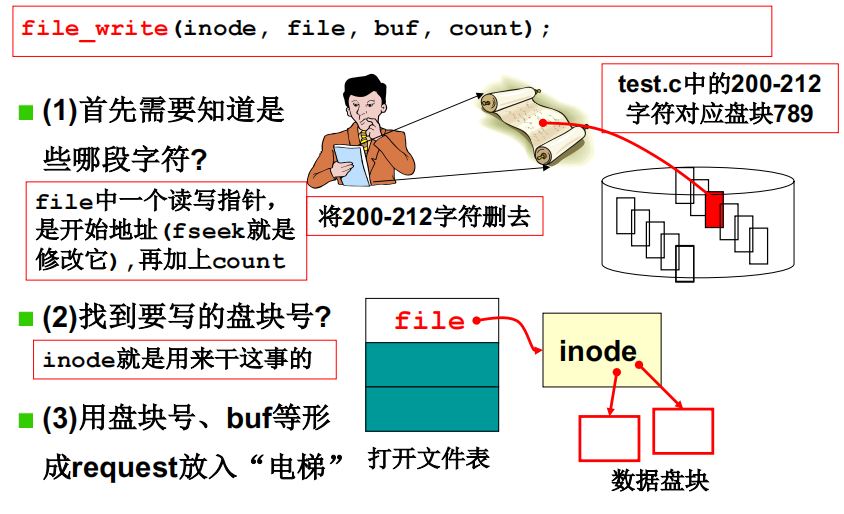 file_write(inode, file, buf, count);
test.c中的200-212
字符对应盘块789
(1)首先需要知道是
些哪段字符?
file中一个读写指针,
是开始地址(fseek就是
修改它),再加上count
将200-212字符删去
(2)找到要写的盘块号?
inode就是用来干这事的
file
inode
(3)用盘块号、buf等形
成request放入“电梯”
打开文件表
数据盘块